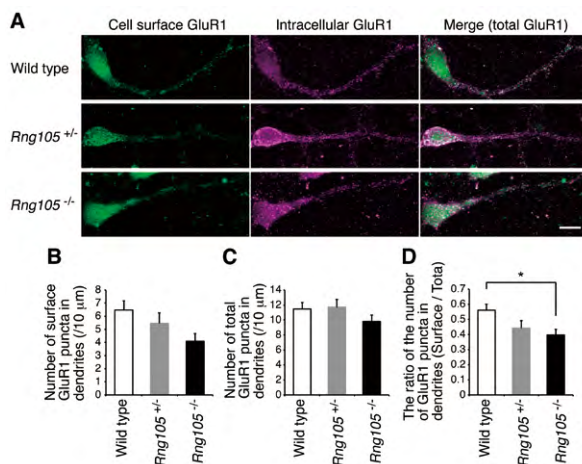 A
Cell surface GluR1
Intracellular GluR1
Merge (total GluR1)
Wild type
Rng105 +/-
Rng105 -/-
B
Number of surface
GluR1 puncta in
dendrites (/10 μm)
8
7
6
5
4
3
2
1
0
Wild type
Rng105 +/-
Rng105 -/-
C
Number of total
GluR1 puncta in
dendrites (/10 μm)
14
12
10
8
6
4
2
0
Wild type
Rng105 +/-
Rng105 -/-
D
The ratio of the number
of GluR1 puncta in
dendrites (Surface / Tota)
0.7
0.6
0.5
0.4
0.3
0.2
0.1
0
*
Wild type
Rng105 +/-
Rng105 -/-